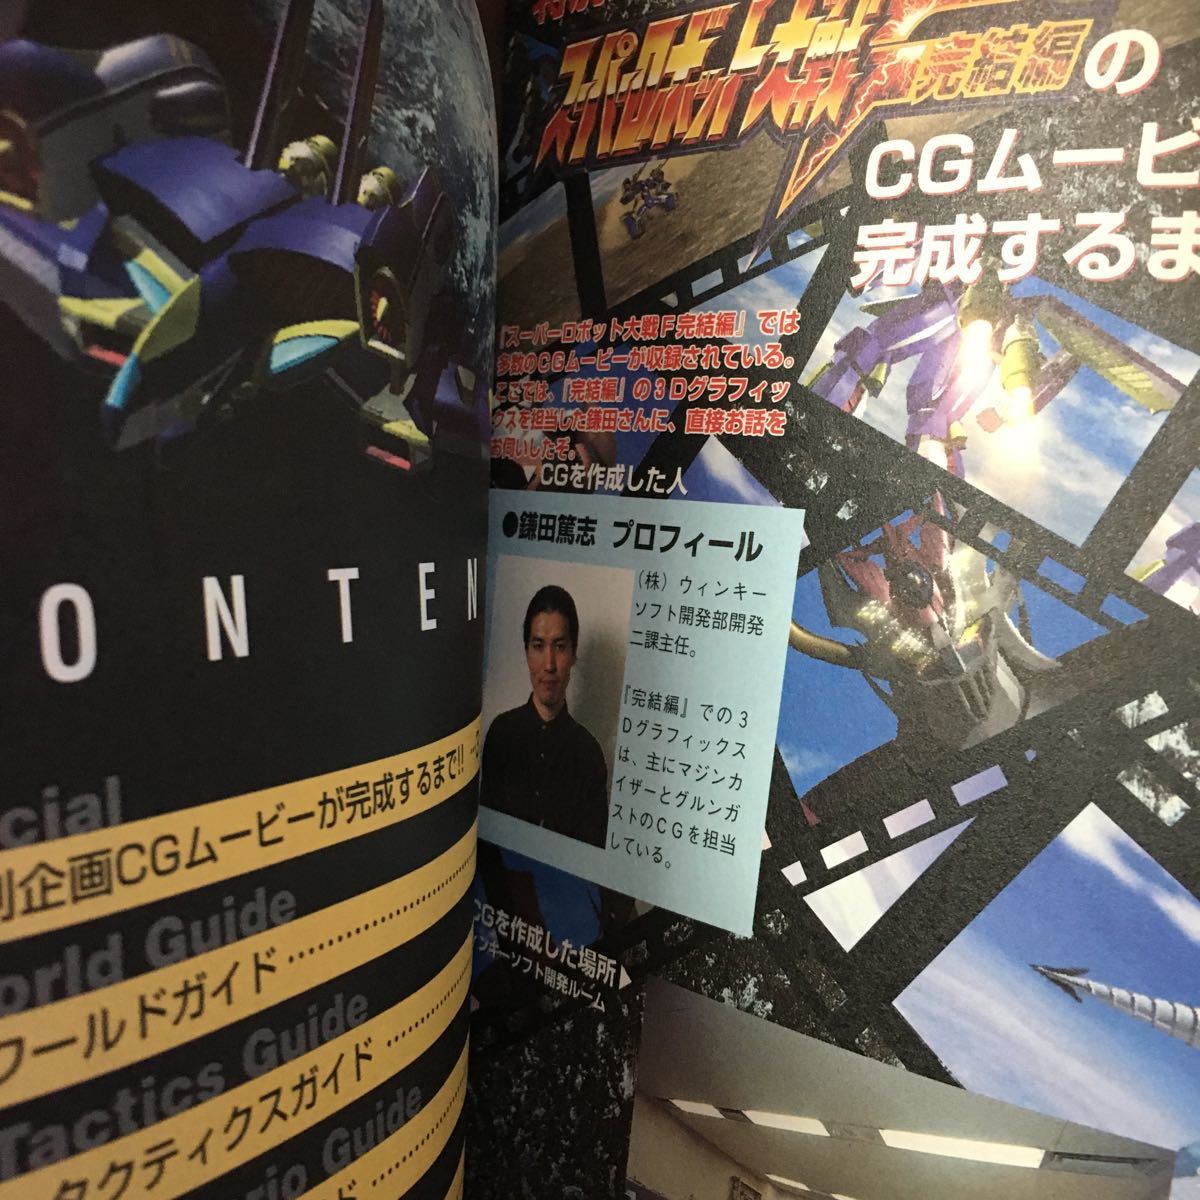 ONTEN
cial
別企画CGムービーが完成するまで!!
orld Guide
ワールドガイド
Tactics Guide
タクティクスガイド
rio Guide
スーパーロボット大戦F完結編の
CGムービ
完成するま
『スーパーロボット大戦F完結編』では
多数のCGムービーが収録されている。
ここでは、『完結編』の3Dグラフィッ
クスを担当した鎌田さんに、直接お話を
お伺いしたぞ。
▼CGを作成した人
●鎌田篤志 プロフィール
(株)ウィンキー
ソフト開発部開発
二課主任。
『完結編』での3
Dグラフィックス
は、主にマジンカ
イザーとグルンガ
ストのCGを担当
している。
CGを作成した場所▶
ィンキーソフト開発ルーム